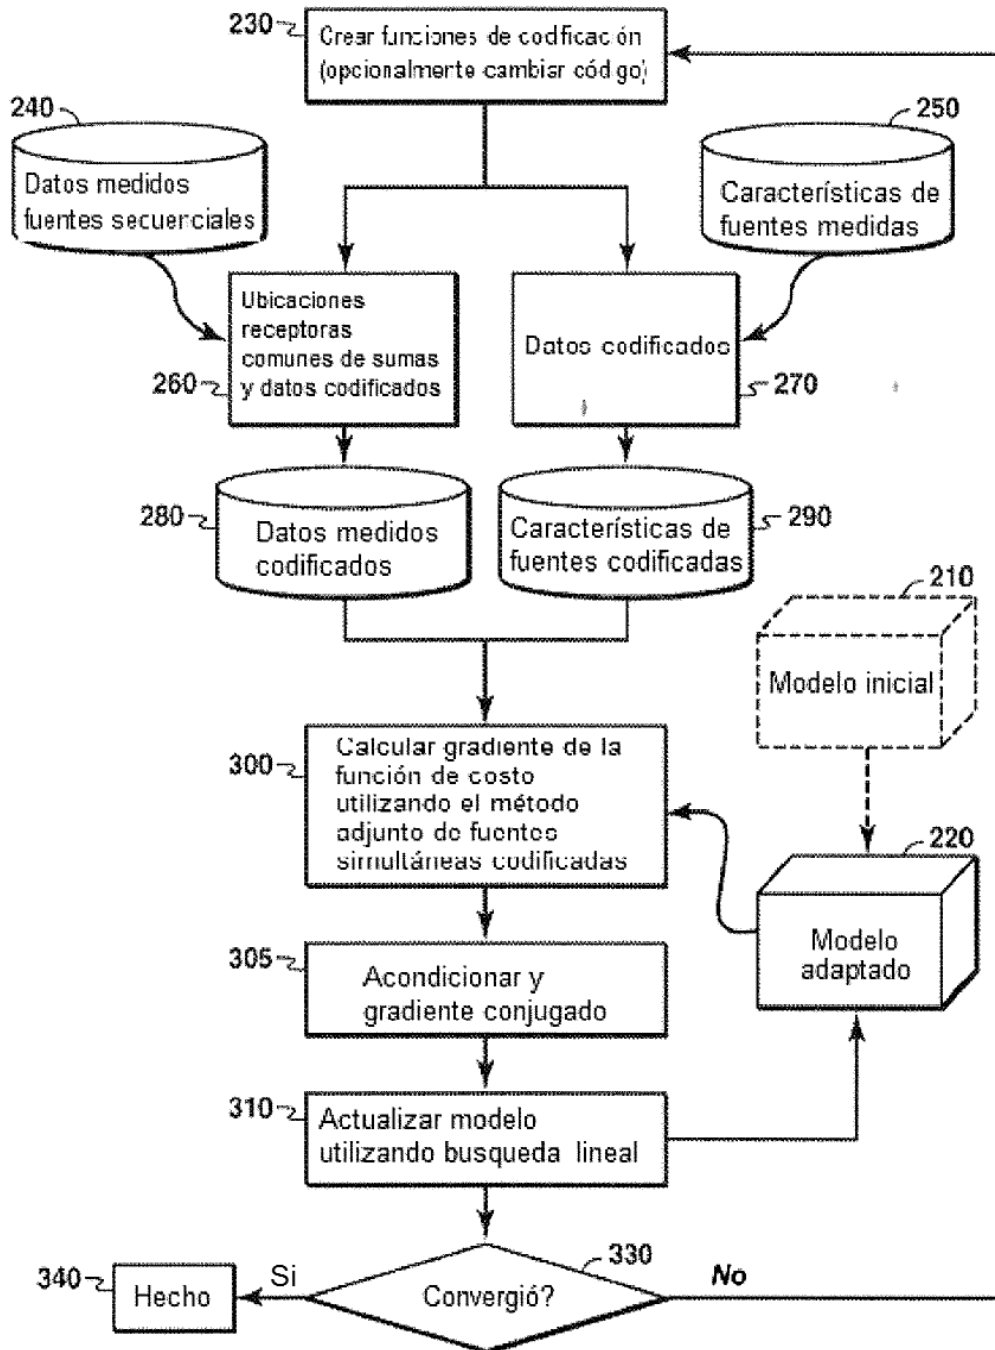 230
Crear funciones de codificación
(opcionalmente cambiar código)
240
Datos medidos
fuentes secuerciales
250
Características de
fuentes medidas
Ubicaciones
receptoras
comunes de sumas
y datos codificados
260
Datos codificados
270
280
Datos medidos
codificados
Características de
fuentes codificadas
290
210
Modelo inicial
300
Calcular gradiente de la
función de costo
utilizando el método
adjunto de fuentes
simultáneas codificadas
220
Modelo
adaptado
305
Acondicionar y
gradiente conjugado
310
Actualizar modelo
utilizando busqueda lineal
330
Convergió?
Si
No
340
Hecho